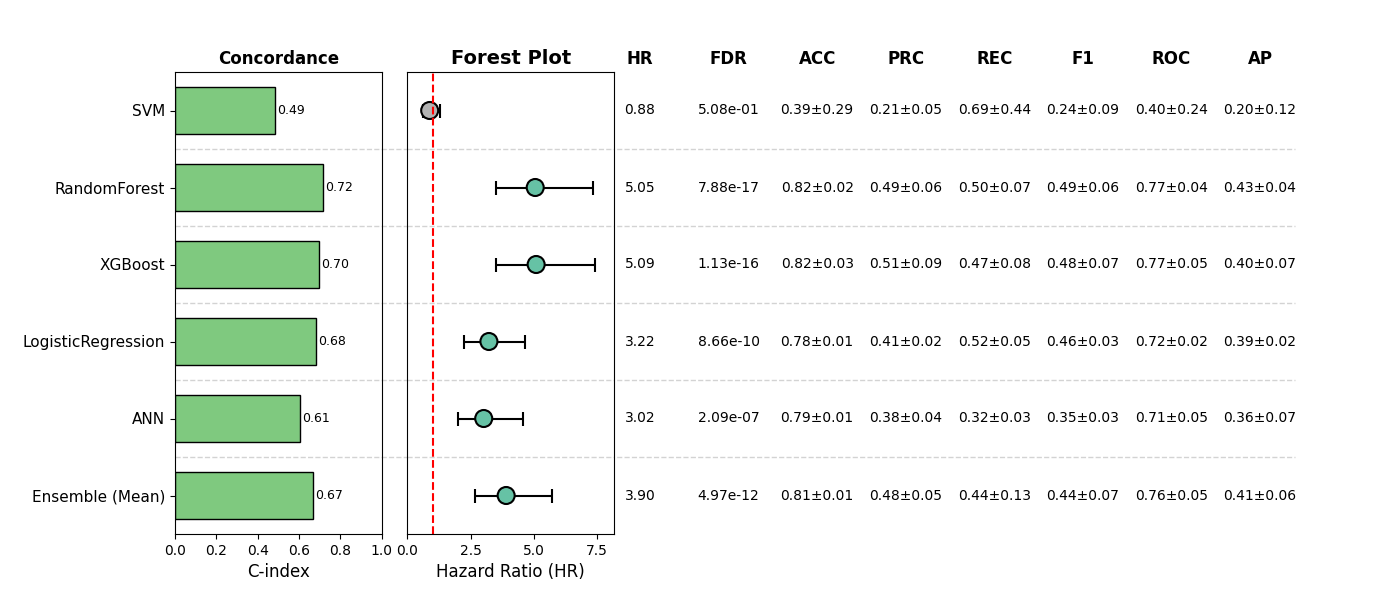 Concordance Forest Plot HR FDR ACC PRC REC F1 ROC AP
SVM 0.49 0.88 5.08e-01 0.39±0.29 0.21±0.05 0.69±0.44 0.24±0.09 0.40±0.24 0.20±0.12
RandomForest 0.72 5.05 7.88e-17 0.82±0.02 0.49±0.06 0.50±0.07 0.49±0.06 0.77±0.04 0.43±0.04
XGBoost 0.70 5.09 1.13e-16 0.82±0.03 0.51±0.09 0.47±0.08 0.48±0.07 0.77±0.05 0.40±0.07
LogisticRegression 0.68 3.22 8.66e-10 0.78±0.01 0.41±0.02 0.52±0.05 0.46±0.03 0.72±0.02 0.39±0.02
ANN 0.61 3.02 2.09e-07 0.79±0.01 0.38±0.04 0.32±0.03 0.35±0.03 0.71±0.05 0.36±0.07
Ensemble (Mean) 0.67 3.90 4.97e-12 0.81±0.01 0.48±0.05 0.44±0.13 0.44±0.07 0.76±0.05 0.41±0.06
0.0 0.2 0.4 0.6 0.8 1.0 0.0 2.5 5.0 7.5
C-index Hazard Ratio (HR)